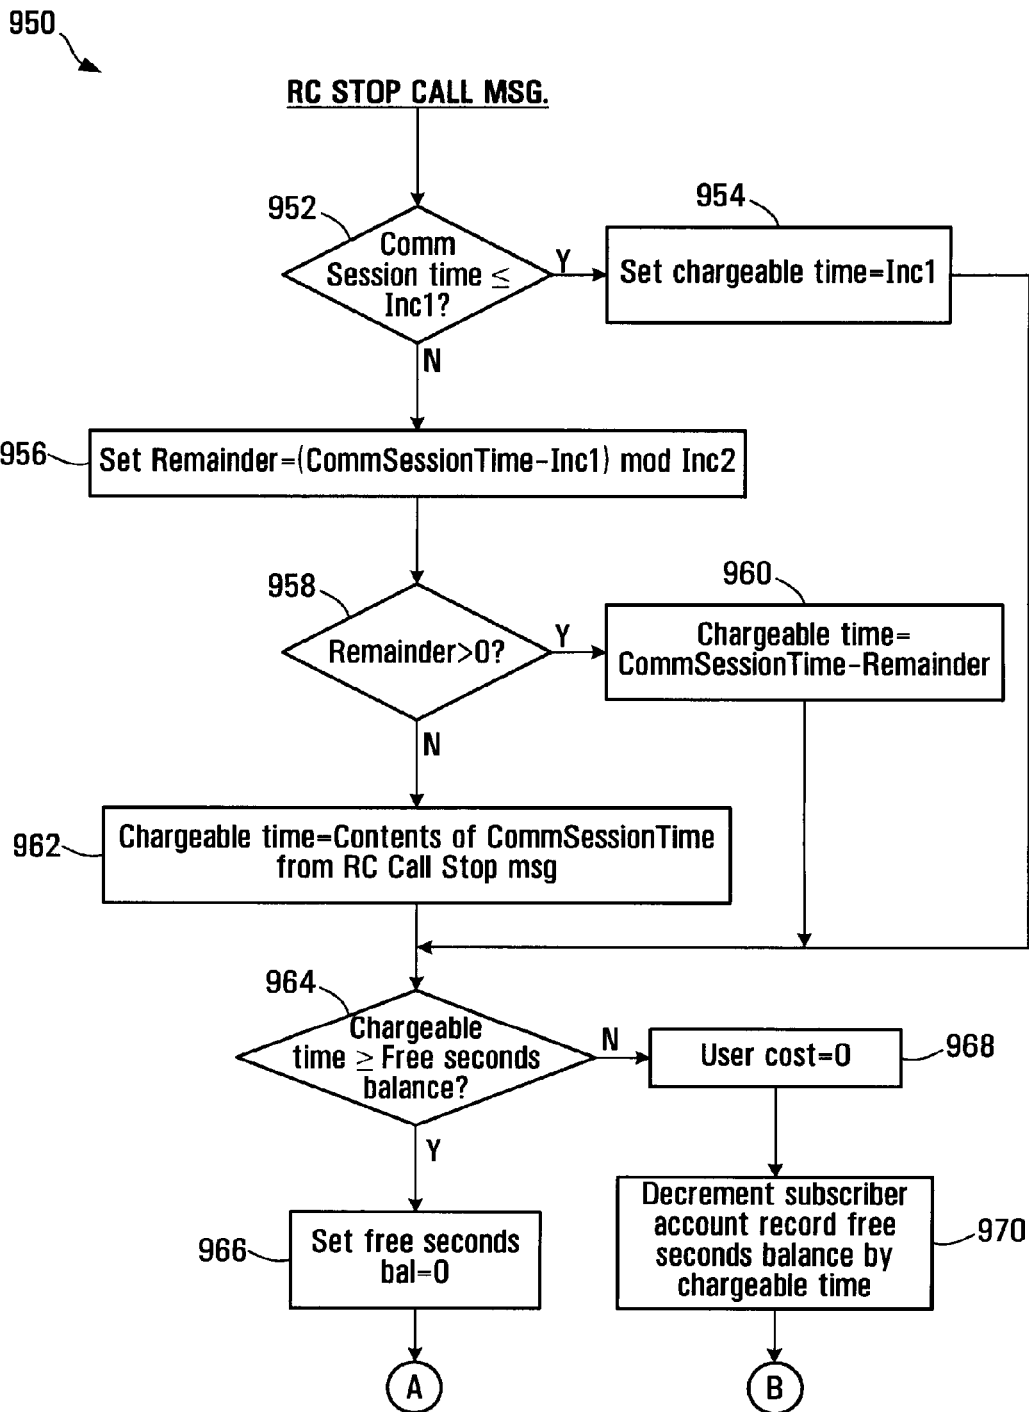 950
RC STOP CALL MSG.
952
Comm
Session time ≤
Inc1?
Y
954
Set chargeable time=Inc1
N
956
Set Remainder=(CommSessionTime-Inc1) mod Inc2
958
Remainder>0?
Y
960
Chargeable time=
CommSessionTime-Remainder
N
962
Chargeable time=Contents of CommSessionTime
from RC Call Stop msg
964
Chargeable
time ≥ Free seconds
balance?
N
User cost=0
968
Y
966
Set free seconds
bal=0
Decrement subscriber
account record free
seconds balance by
chargeable time
970
A
B